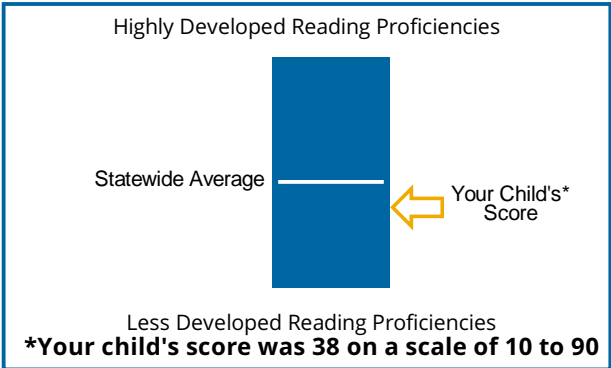 Highly Developed Reading Proficiencies
Statewide Average
Your Child's*
Score
Less Developed Reading Proficiencies
*Your child's score was 38 on a scale of 10 to 90